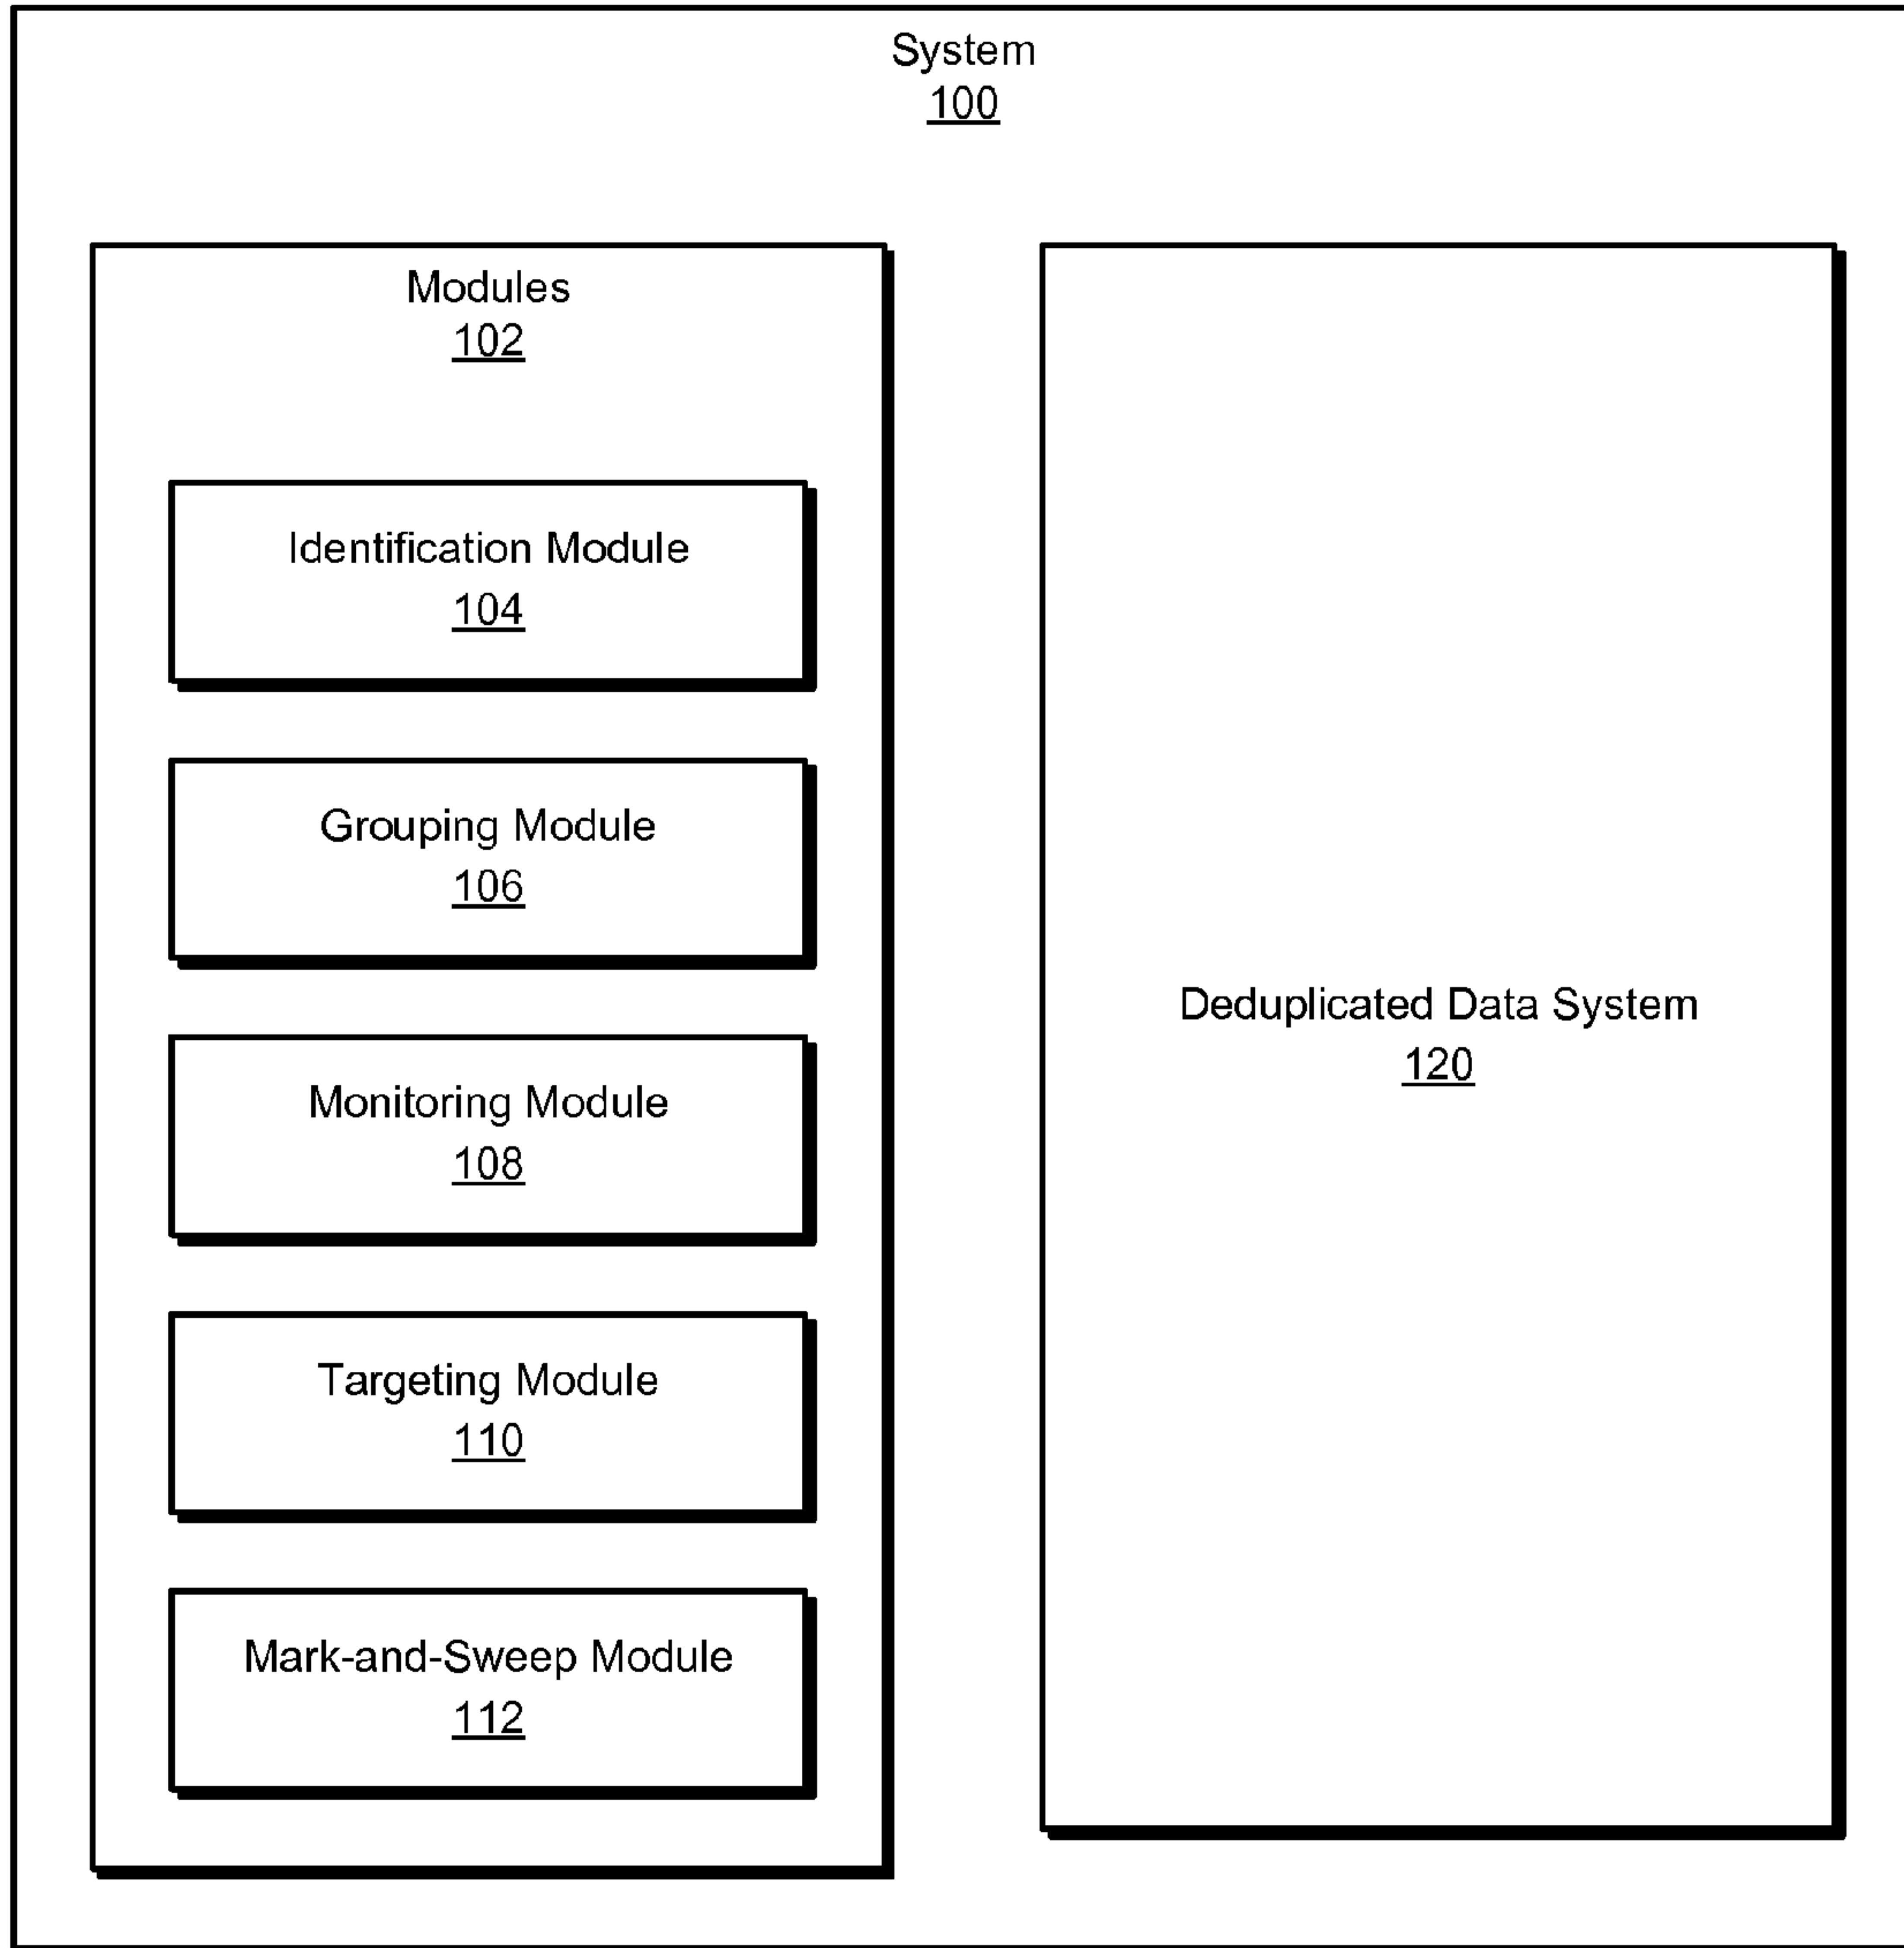 System
100
Modules
102
Identification Module
104
Grouping Module
106
Monitoring Module
108
Targeting Module
110
Mark-and-Sweep Module
112
Deduplicated Data System
120